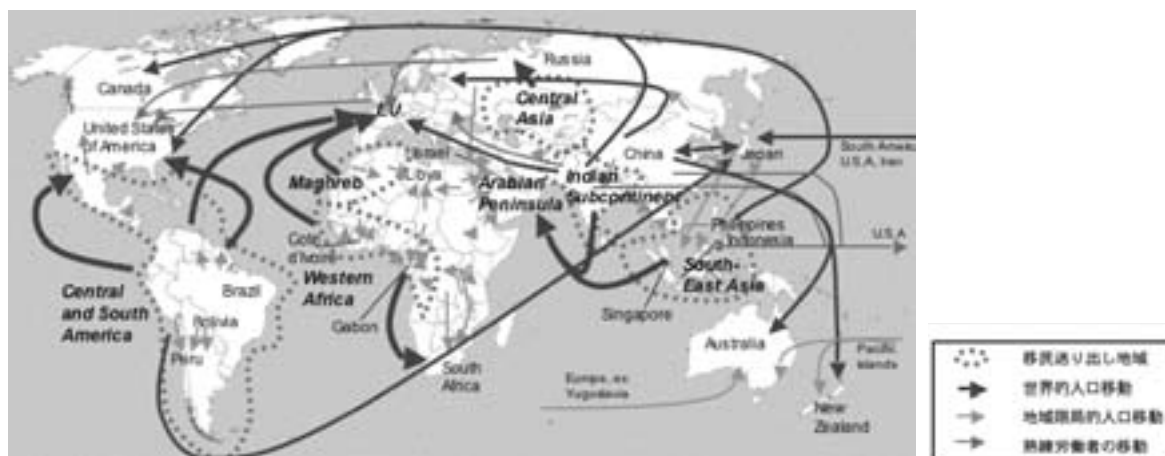 Russia
Canada
Central
Asia
E.U
United States
of America
China
Japan
South America
U.S.A, Iran
Israel
Libya
Maghreb
Arabian
Peninsula
Indian
Subcontinent
Philippines
Indonesia
U.S.A
Cote
d'Ivoire
Western
Africa
South-
East Asia
Central
and South
America
Brazil
Bolivia
Peru
Gabon
Singapore
South
Africa
Australia
Pacific
Islands
Europe, ex
Yugoslavia
New
Zealand
移民送り出し地域
世界的人口移動
地域限局的人口移動
熟練労働者の移動